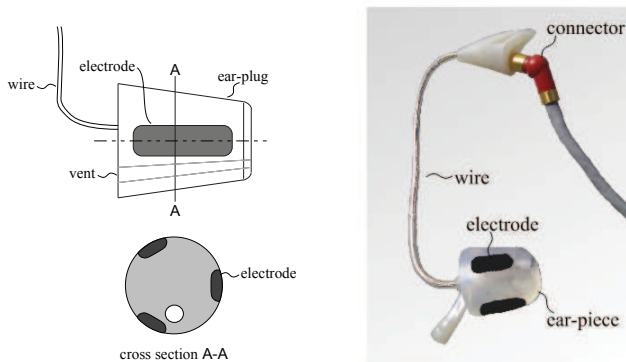 A
electrode
ear-plug
wire
vent
A
electrode
cross section A-A
connector
wire
electrode
ear-piece